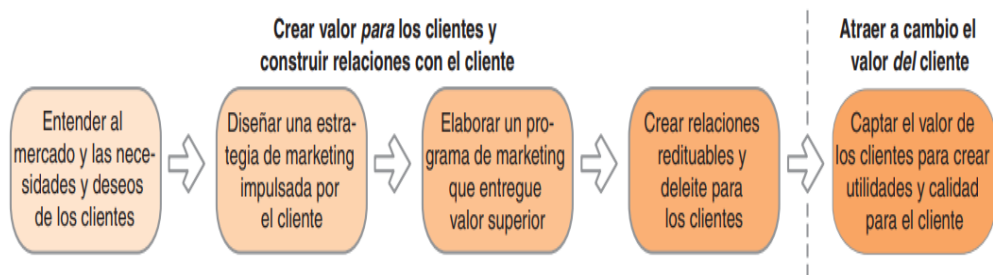 Crear valor para los clientes y
construir relaciones con el cliente
Atraer a cambio el
valor del cliente
Entender al
mercado y las nece-
sidades y deseos
de los clientes
Diseñar una estra-
tegia de marketing
impulsada por
el cliente
Elaborar un pro-
grama de marketing
que entregue
valor superior
Crear relaciones
redituables y
deleite para
los clientes
Captar el valor de
los clientes para crear
utilidades y calidad
para el cliente